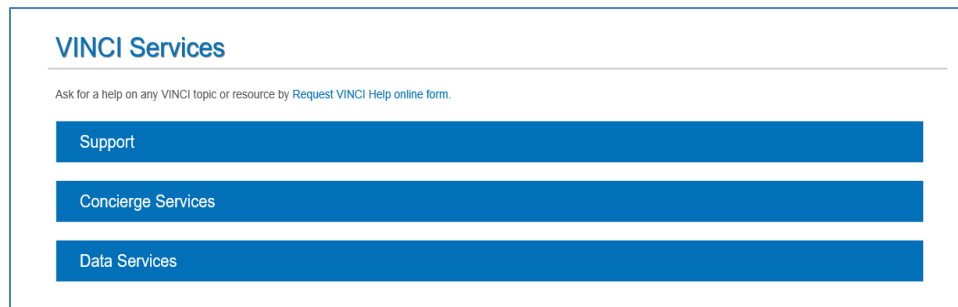 VINCI Services
Ask for a help on any VINCI topic or resource by Request VINCI Help online form.
Support
Concierge Services
Data Services